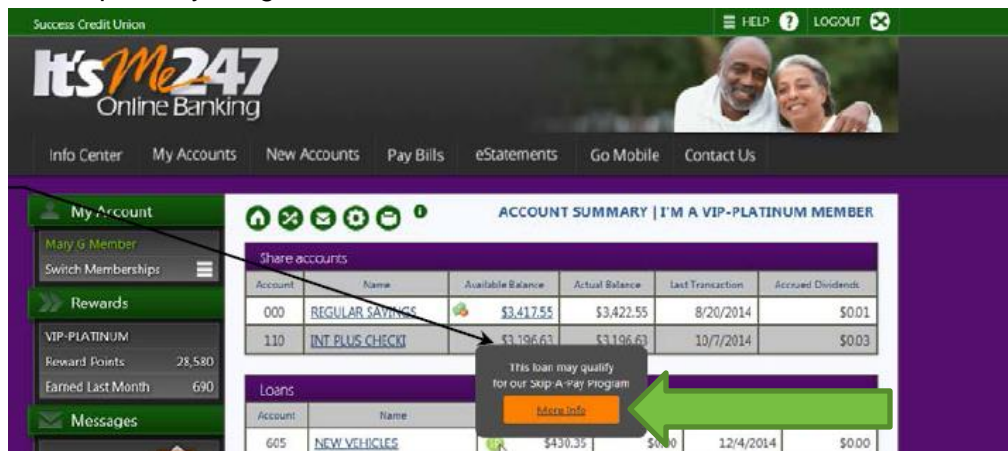 Success Credit Union
HELP ? LOGOUT
It's Me247
Online Banking
Info Center My Accounts New Accounts Pay Bills eStatements Go Mobile Contact Us
My Account
Mary G Member
Switch Memberships
Rewards
VIP-PLATINUM
Reward Points 28,580
Earned Last Month 690
Messages
ACCOUNT SUMMARY | I'M A VIP-PLATINUM MEMBER
Share accounts
Account Name Available Balance Actual Balance Last Transaction Accrued Dividends
000 REGULAR SAVINGS $3,417.55 $3,422.55 8/20/2014 $0.01
110 INT PLUS CHECKI $3,196.63 $3,196.63 10/7/2014 $0.03
This loan may qualify
for our Skip-A-Pay Program
More Info
Loans
Account Name
605 NEW VEHICLES $430.35 12/4/2014 $0.00